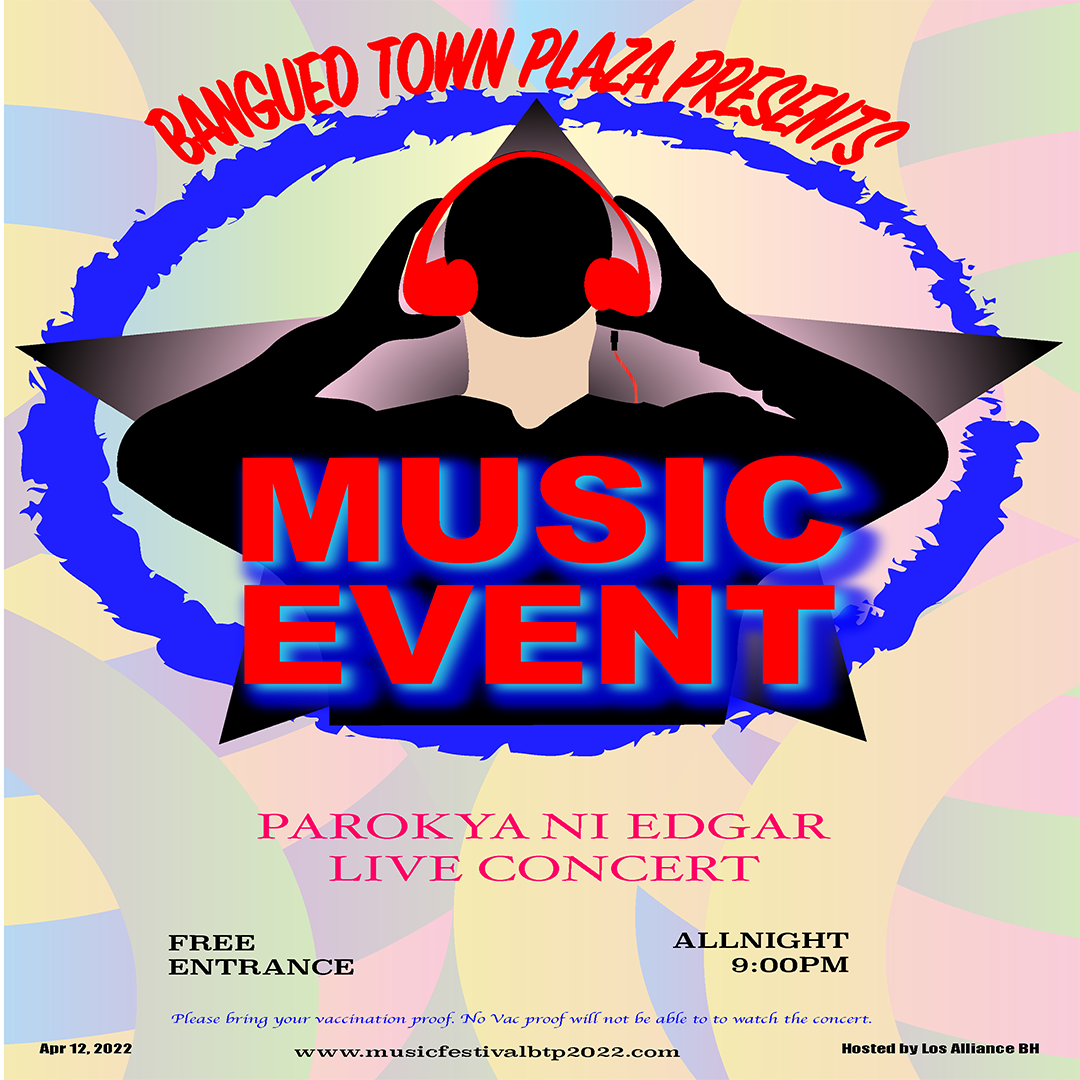 BANGUED TOWN PLAZA PRESENTS
MUSIC
EVENT
PAROKYA NI EDGAR
LIVE CONCERT
FREE
ENTRANCE
ALLNIGHT
9:00PM
Please bring your vaccination proof. No Vac proof will not be able to to watch the concert.
Apr 12, 2022
www.musicfestivalbtp2022.com
Hosted by Los Alliance BH